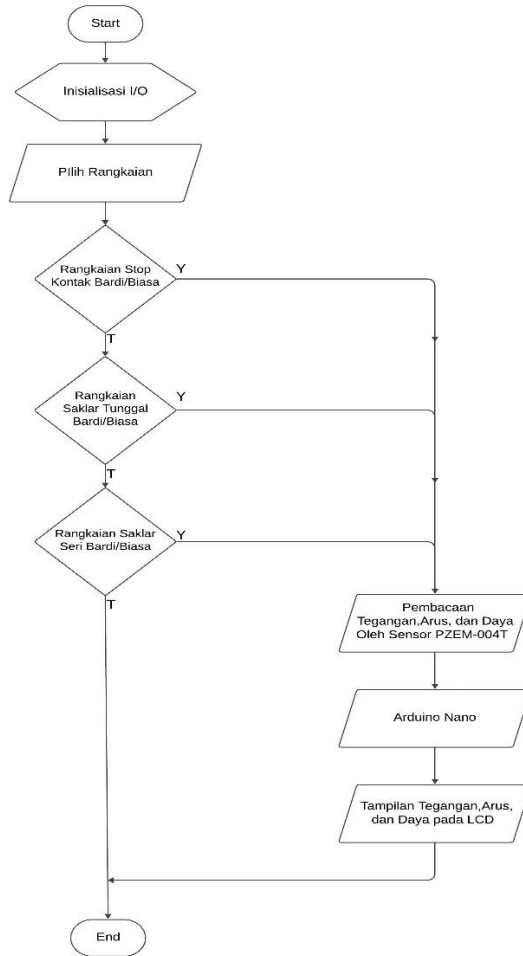 Start
Inisialisasi I/O
PIlih Rangkaian
Rangkaian Stop
Kontak Bardi/Biasa
Y
T
Rangkaian
Saklar Tunggal
Bardi/Biasa
Y
T
Rangkaian Saklar
Seri Bardi/Biasa
Y
T
Pembacaan
Tegangan,Arus, dan Daya
Oleh Sensor PZEM-004T
Arduino Nano
Tampilan Tegangan,Arus,
dan Daya pada LCD
End